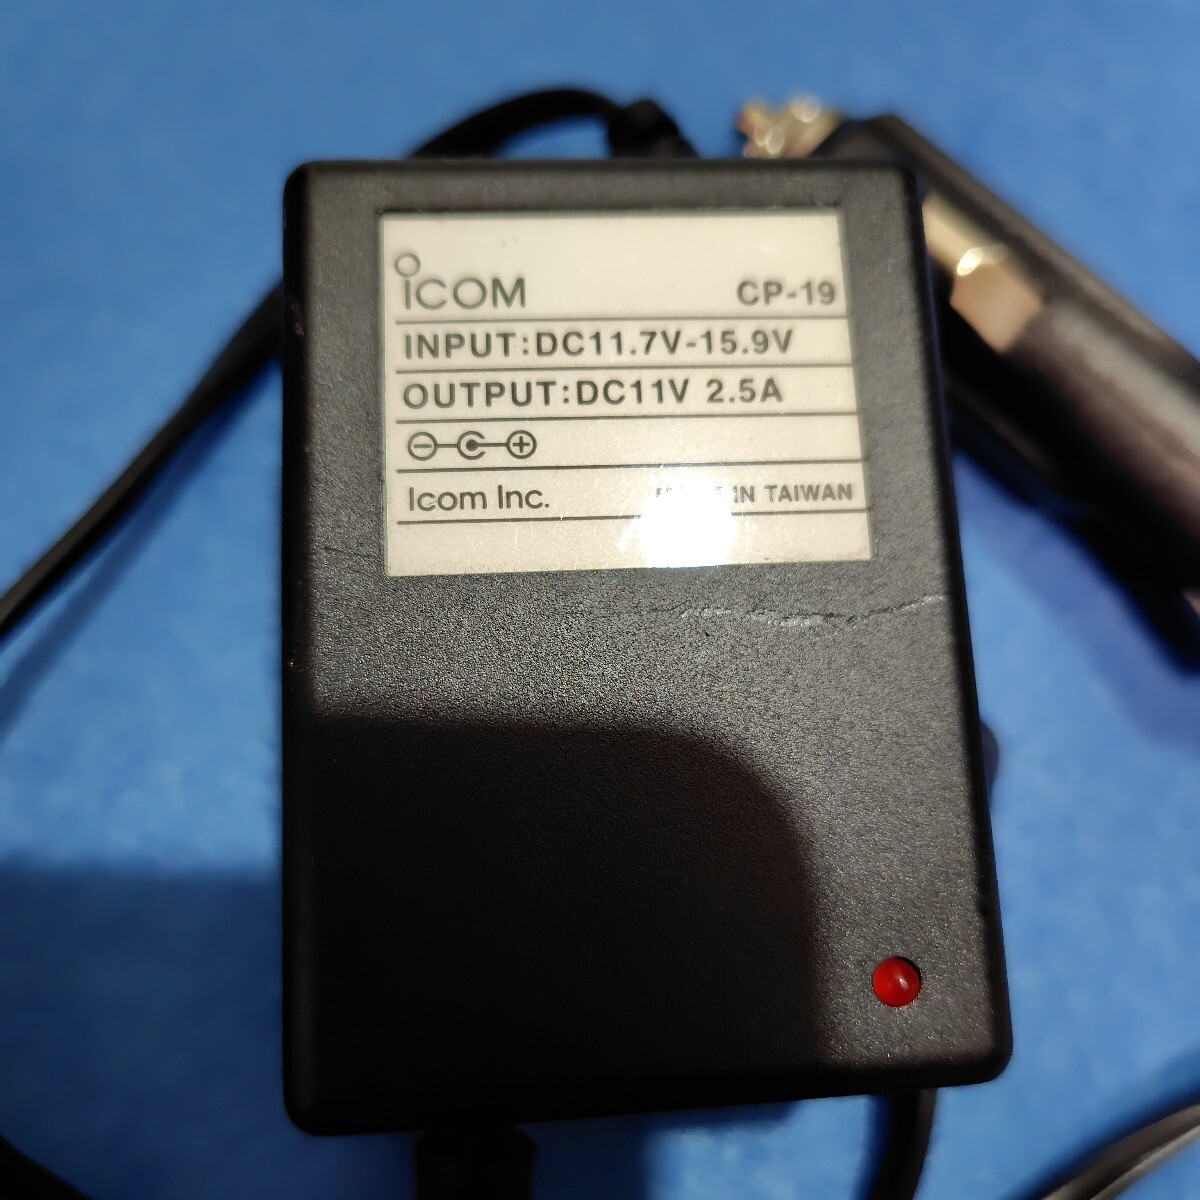 iCOM CP-19
INPUT:DC11.7V-15.9V
OUTPUT:DC11V 2.5A
Icom Inc. IN TAIWAN